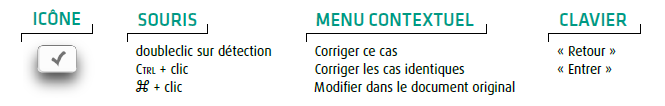 ICÔNE SOURIS MENU CONTEXTUEL CLAVIER
doubleclic sur détection Corriger ce cas « Retour »
CTRL + clic Corriger les cas identiques « Entrer »
⌘ + clic Modifier dans le document original